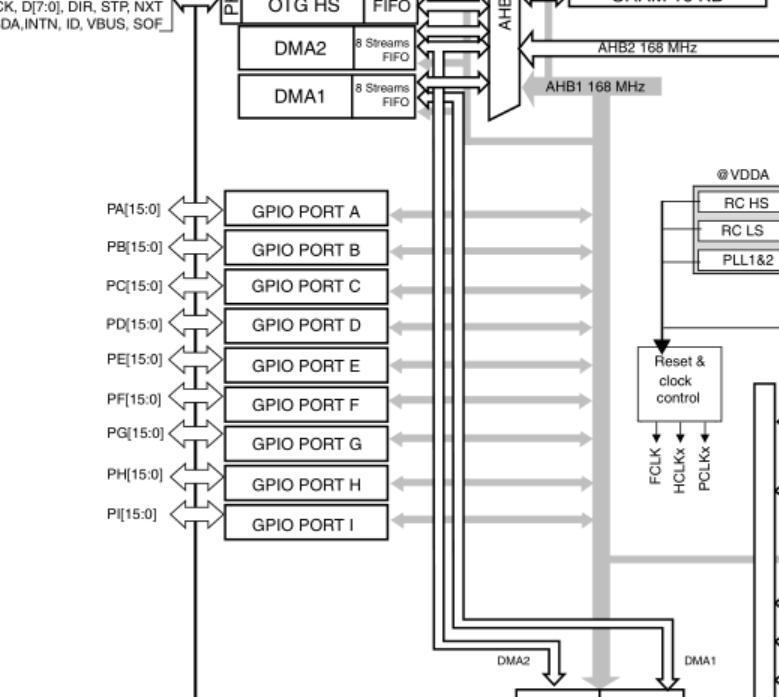 CK, D[7:0], DIR, STP, NXT
DA,INTN, ID, VBUS, SOF
OTG HS
FIFO
DMA2
8 Streams
FIFO
DMA1
8 Streams
FIFO
AHB
AHB2 168 MHz
AHB1 168 MHz
@VDDA
RC HS
RC LS
PLL1&2
PA[15:0]
GPIO PORT A
PB[15:0]
GPIO PORT B
PC[15:0]
GPIO PORT C
PD[15:0]
GPIO PORT D
PE[15:0]
GPIO PORT E
PF[15:0]
GPIO PORT F
PG[15:0]
GPIO PORT G
PH[15:0]
GPIO PORT H
PI[15:0]
GPIO PORT I
Reset &
clock
control
FCLK
HCLKx
PCLKx
DMA2
DMA1